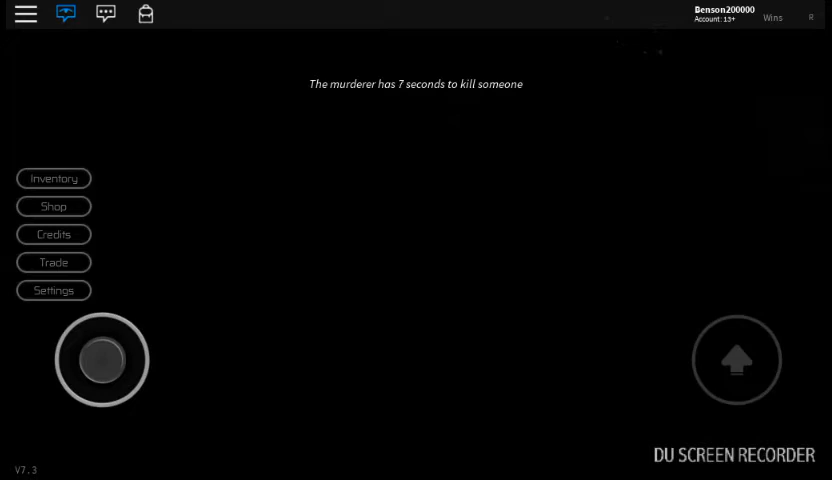 Benson200000
Account: 13+
Wins
R
The murderer has 7 seconds to kill someone
Inventory
Shop
Credits
Trade
Settings
DU SCREEN RECORDER
V7.3